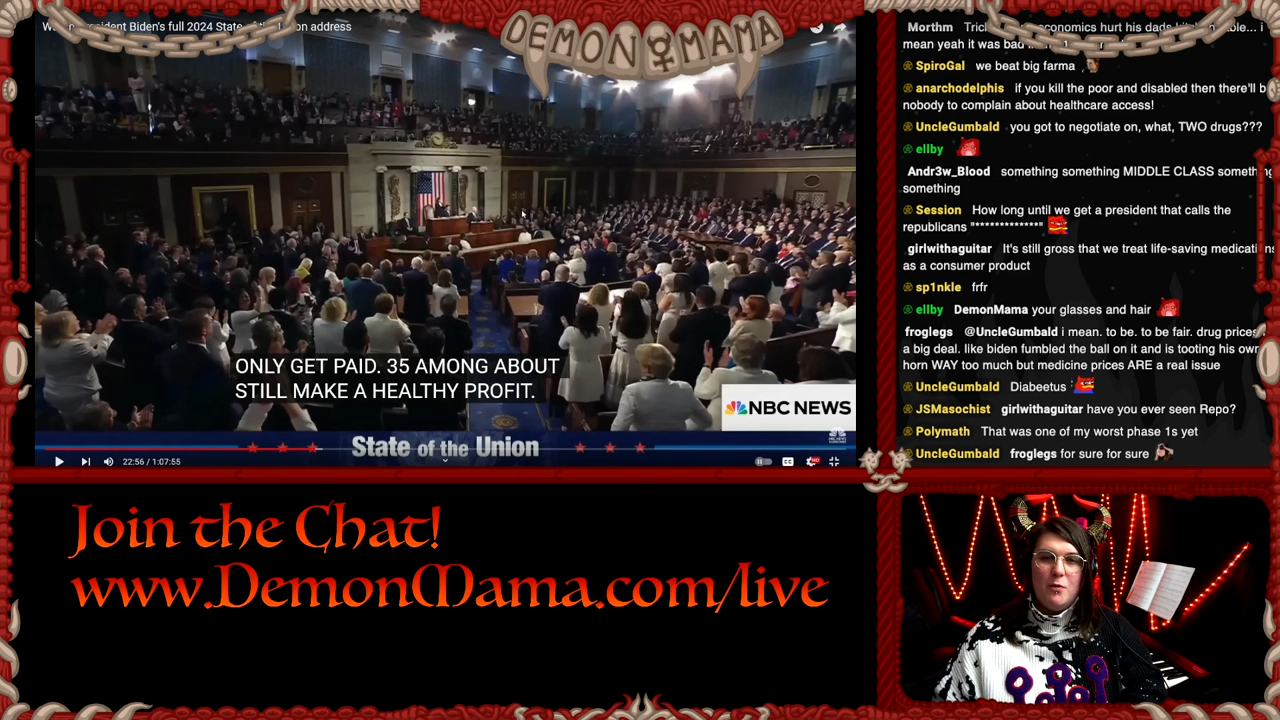 President Biden's full 2024 State address
DEMON MAMA
ONLY GET PAID. 35 AMONG ABOUT
STILL MAKE A HEALTHY PROFIT.
NBC NEWS
State of the Union
22:56 / 1:07:55
CC
HD
Morthm
mean yeah it was bad
SpiroGal we beat big farma
anarchodelphis if you kill the poor and disabled then there'll b
nobody to complain about healthcare access!
UncleGumbald you got to negotiate on, what, TWO drugs???
ellby
Andr3w_Blood something something MIDDLE CLASS someth
something
Session How long until we get a president that calls the
republicans "**************"
girlwithaguitar It's still gross that we treat life-saving medicati
as a consumer product
sp1nkle frfr
ellby DemonMama your glasses and hair
froglegs @UncleGumbald i mean. to be. to be fair. drug prices
a big deal. like biden fumbled the ball on it and is tooting his own
horn WAY too much but medicine prices ARE a real issue
UncleGumbald Diabeetus
JSMasochist girlwithaguitar have you ever seen Repo?
Polymath That was one of my worst phase 1s yet
UncleGumbald froglegs for sure for sure
Join the Chat!
www.DemonMama.com/live